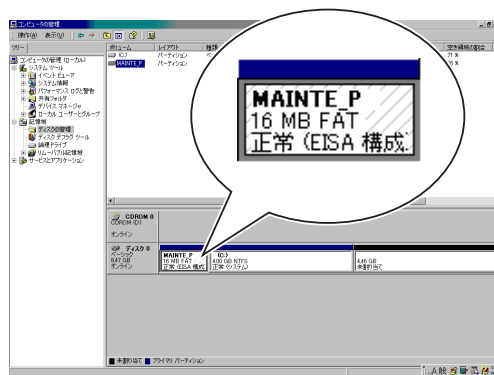 コンピュータの管理
操作(A) 表示(V)
ツリー
コンピュータの管理 (ローカル)
システム ツール
イベント ビューア
システム情報
パフォーマンス ログと警告
共有フォルダ
デバイス マネージャ
ローカル ユーザーとグループ
記憶域
ディスクの管理
ディスク デフラグ ツール
論理ドライブ
リムーバブル記憶域
サービスとアプリケーション
ボリューム レイアウト 種類 空き領域の割合
(C:) パーティション 71 %
MAINTE_P パーティション
MAINTE_P
16 MB FAT
正常 (EISA 構成
CDROM 0
CDROM (D:)
オンライン
ディスク 0
ベーシック
8.47 GB
オンライン
MAINTE_P
16 MB FAT
正常 (EISA 構成
(C:)
4.00 GB NTFS
正常 (システム)
4.46 GB
未割り当て
未割り当て プライマリ パーティション
A 般